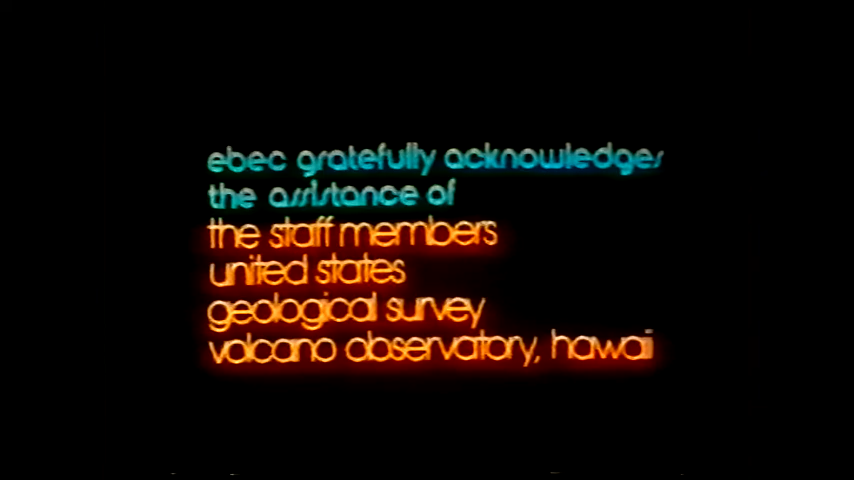 ebec gratefully acknowledges
the assistance of
the staff members
united states
geological survey
volcano observatory, hawaii